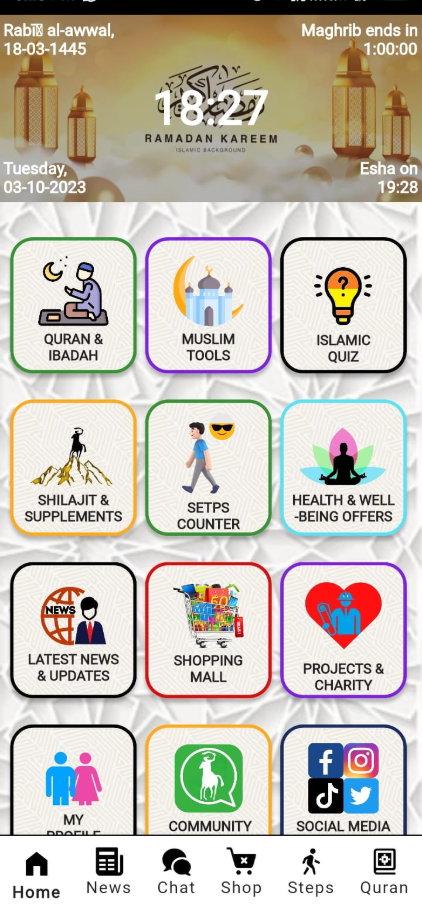 Rabī al-awwal,
18-03-1445
Maghrib ends in
1:00:00
18:27
RAMADAN KAREEM
ISLAMIC BACKGROUND
Tuesday,
03-10-2023
Esha on
19:28
QURAN &
IBADAH
MUSLIM
TOOLS
ISLAMIC
QUIZ
SHILAJIT &
SUPPLEMENTS
SETPS
COUNTER
HEALTH & WELL
-BEING OFFERS
NEWS
LATEST NEWS
& UPDATES
SHOPPING
MALL
PROJECTS &
CHARITY
MY
PROFILE
COMMUNITY
SOCIAL MEDIA
Home
News
Chat
Shop
Steps
Quran